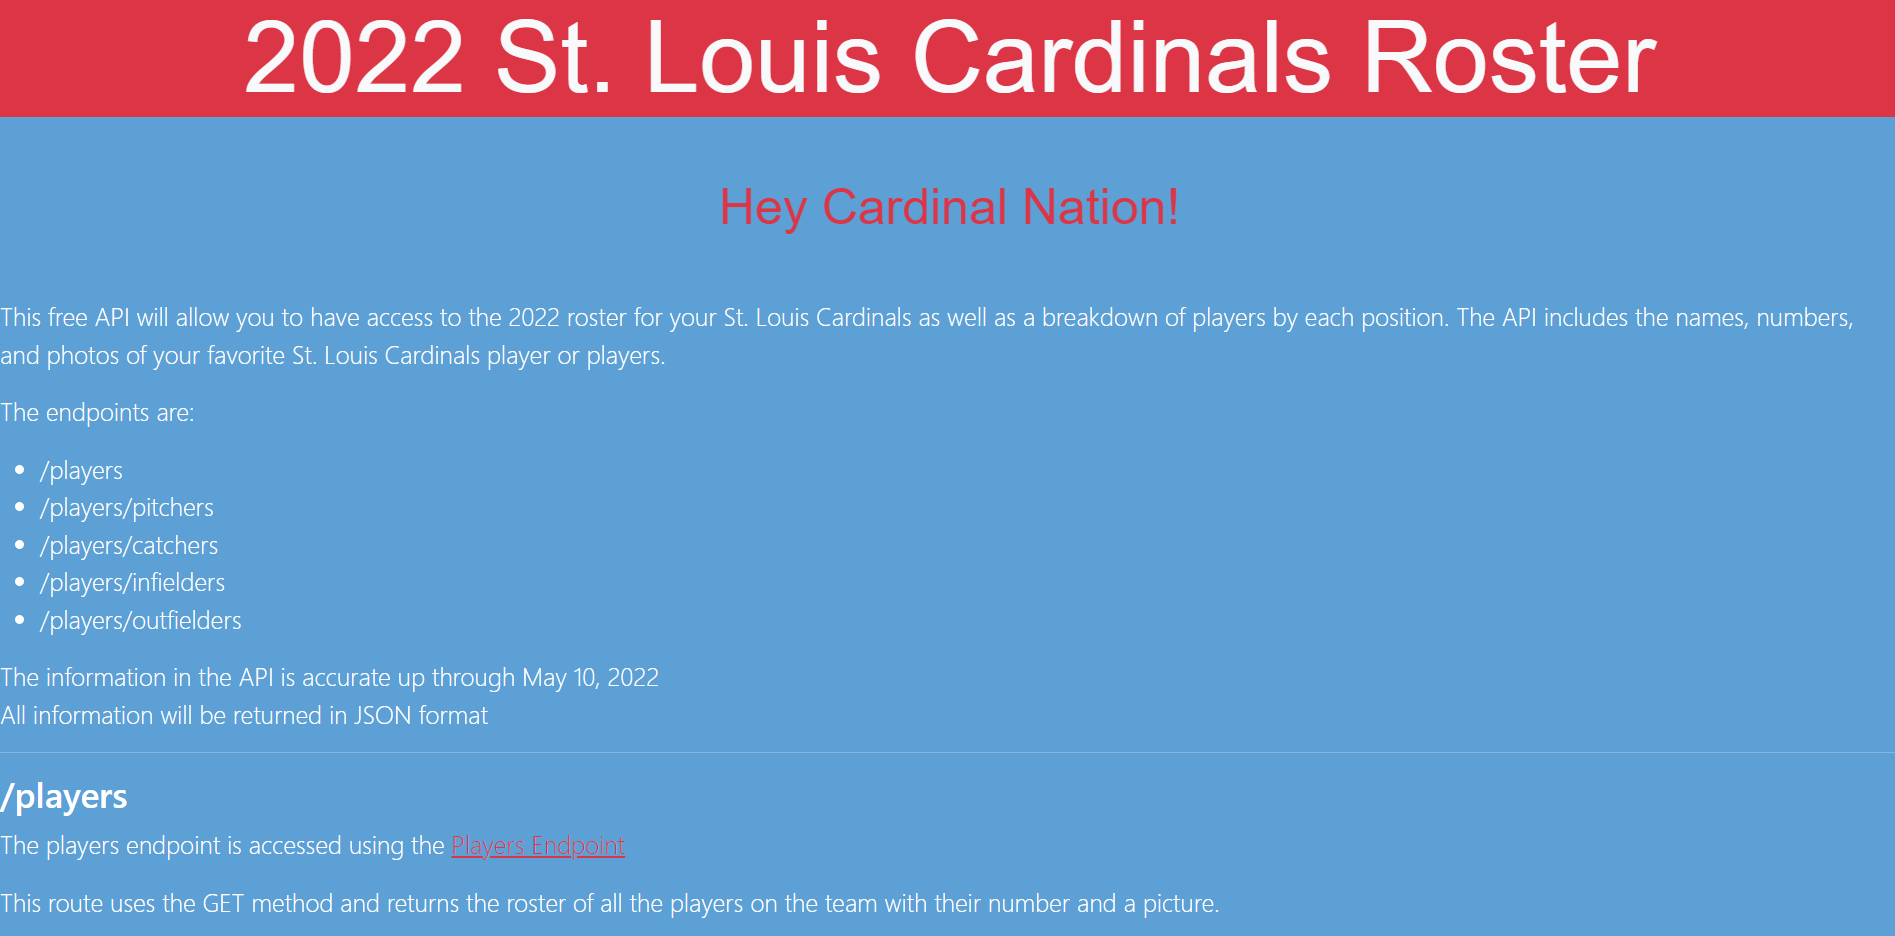 2022 St. Louis Cardinals Roster
Hey Cardinal Nation!
This free API will allow you to have access to the 2022 roster for your St. Louis Cardinals as well as a breakdown of players by each position. The API includes the names, numbers,
and photos of your favorite St. Louis Cardinals player or players.
The endpoints are:
• /players
• /players/pitchers
• /players/catchers
• /players/infielders
• /players/outfielders
The information in the API is accurate up through May 10, 2022
All information will be returned in JSON format
/players
The players endpoint is accessed using the Players Endpoint
This route uses the GET method and returns the roster of all the players on the team with their number and a picture.